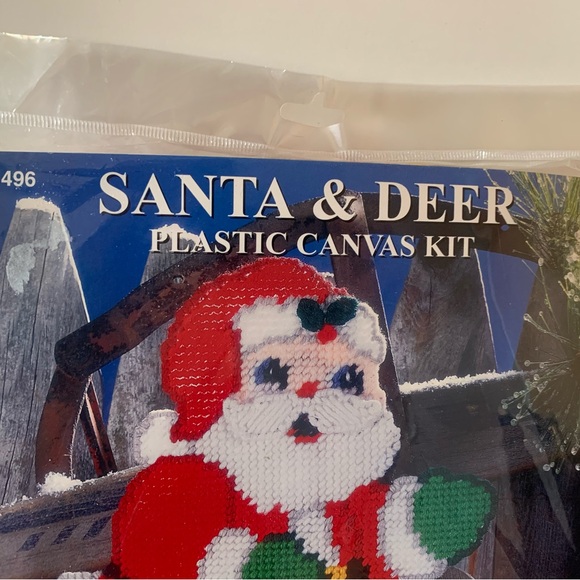 496
SANTA & DEER
PLASTIC CANVAS KIT